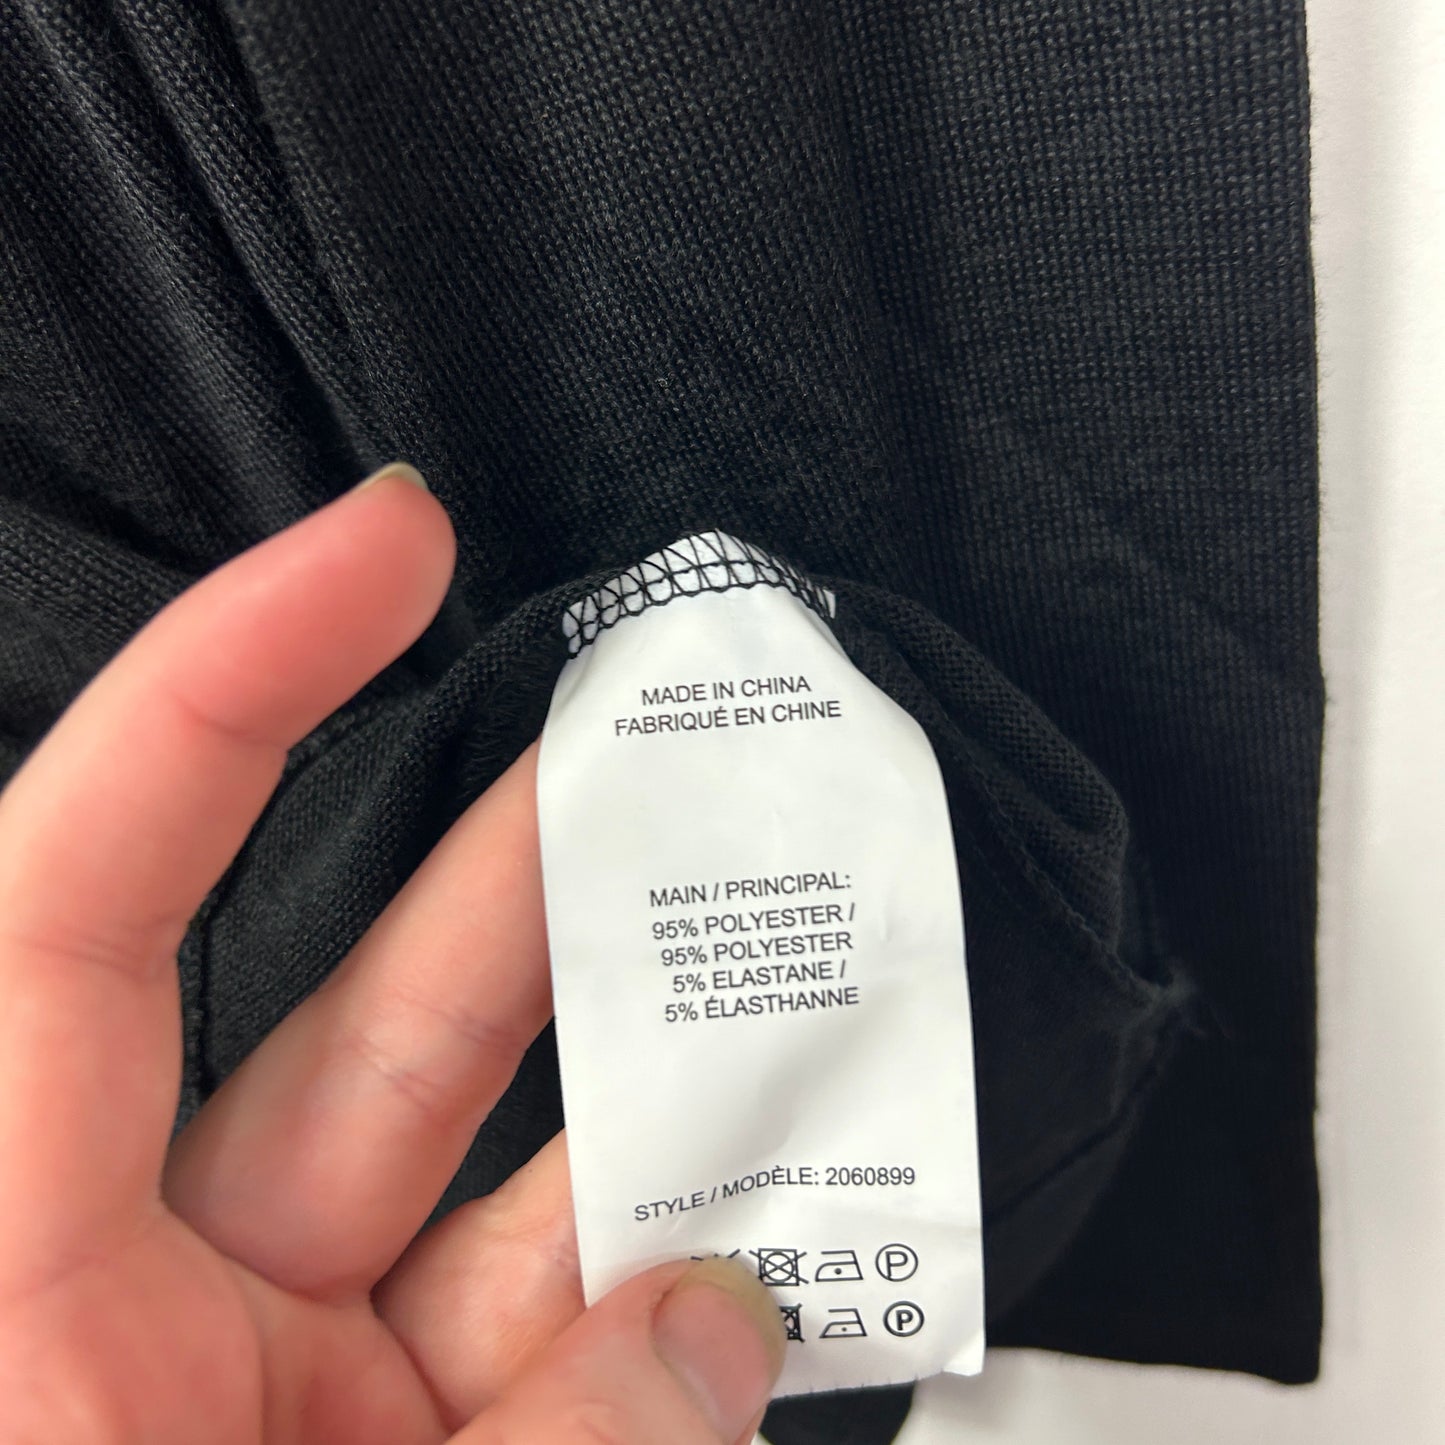 MADE IN CHINA
FABRIQUÉ EN CHINE
MAIN / PRINCIPAL:
95% POLYESTER /
95% POLYESTER
5% ELASTANE /
5% ÉLASTHANNE
STYLE / MODÈLE: 2060899
P
P